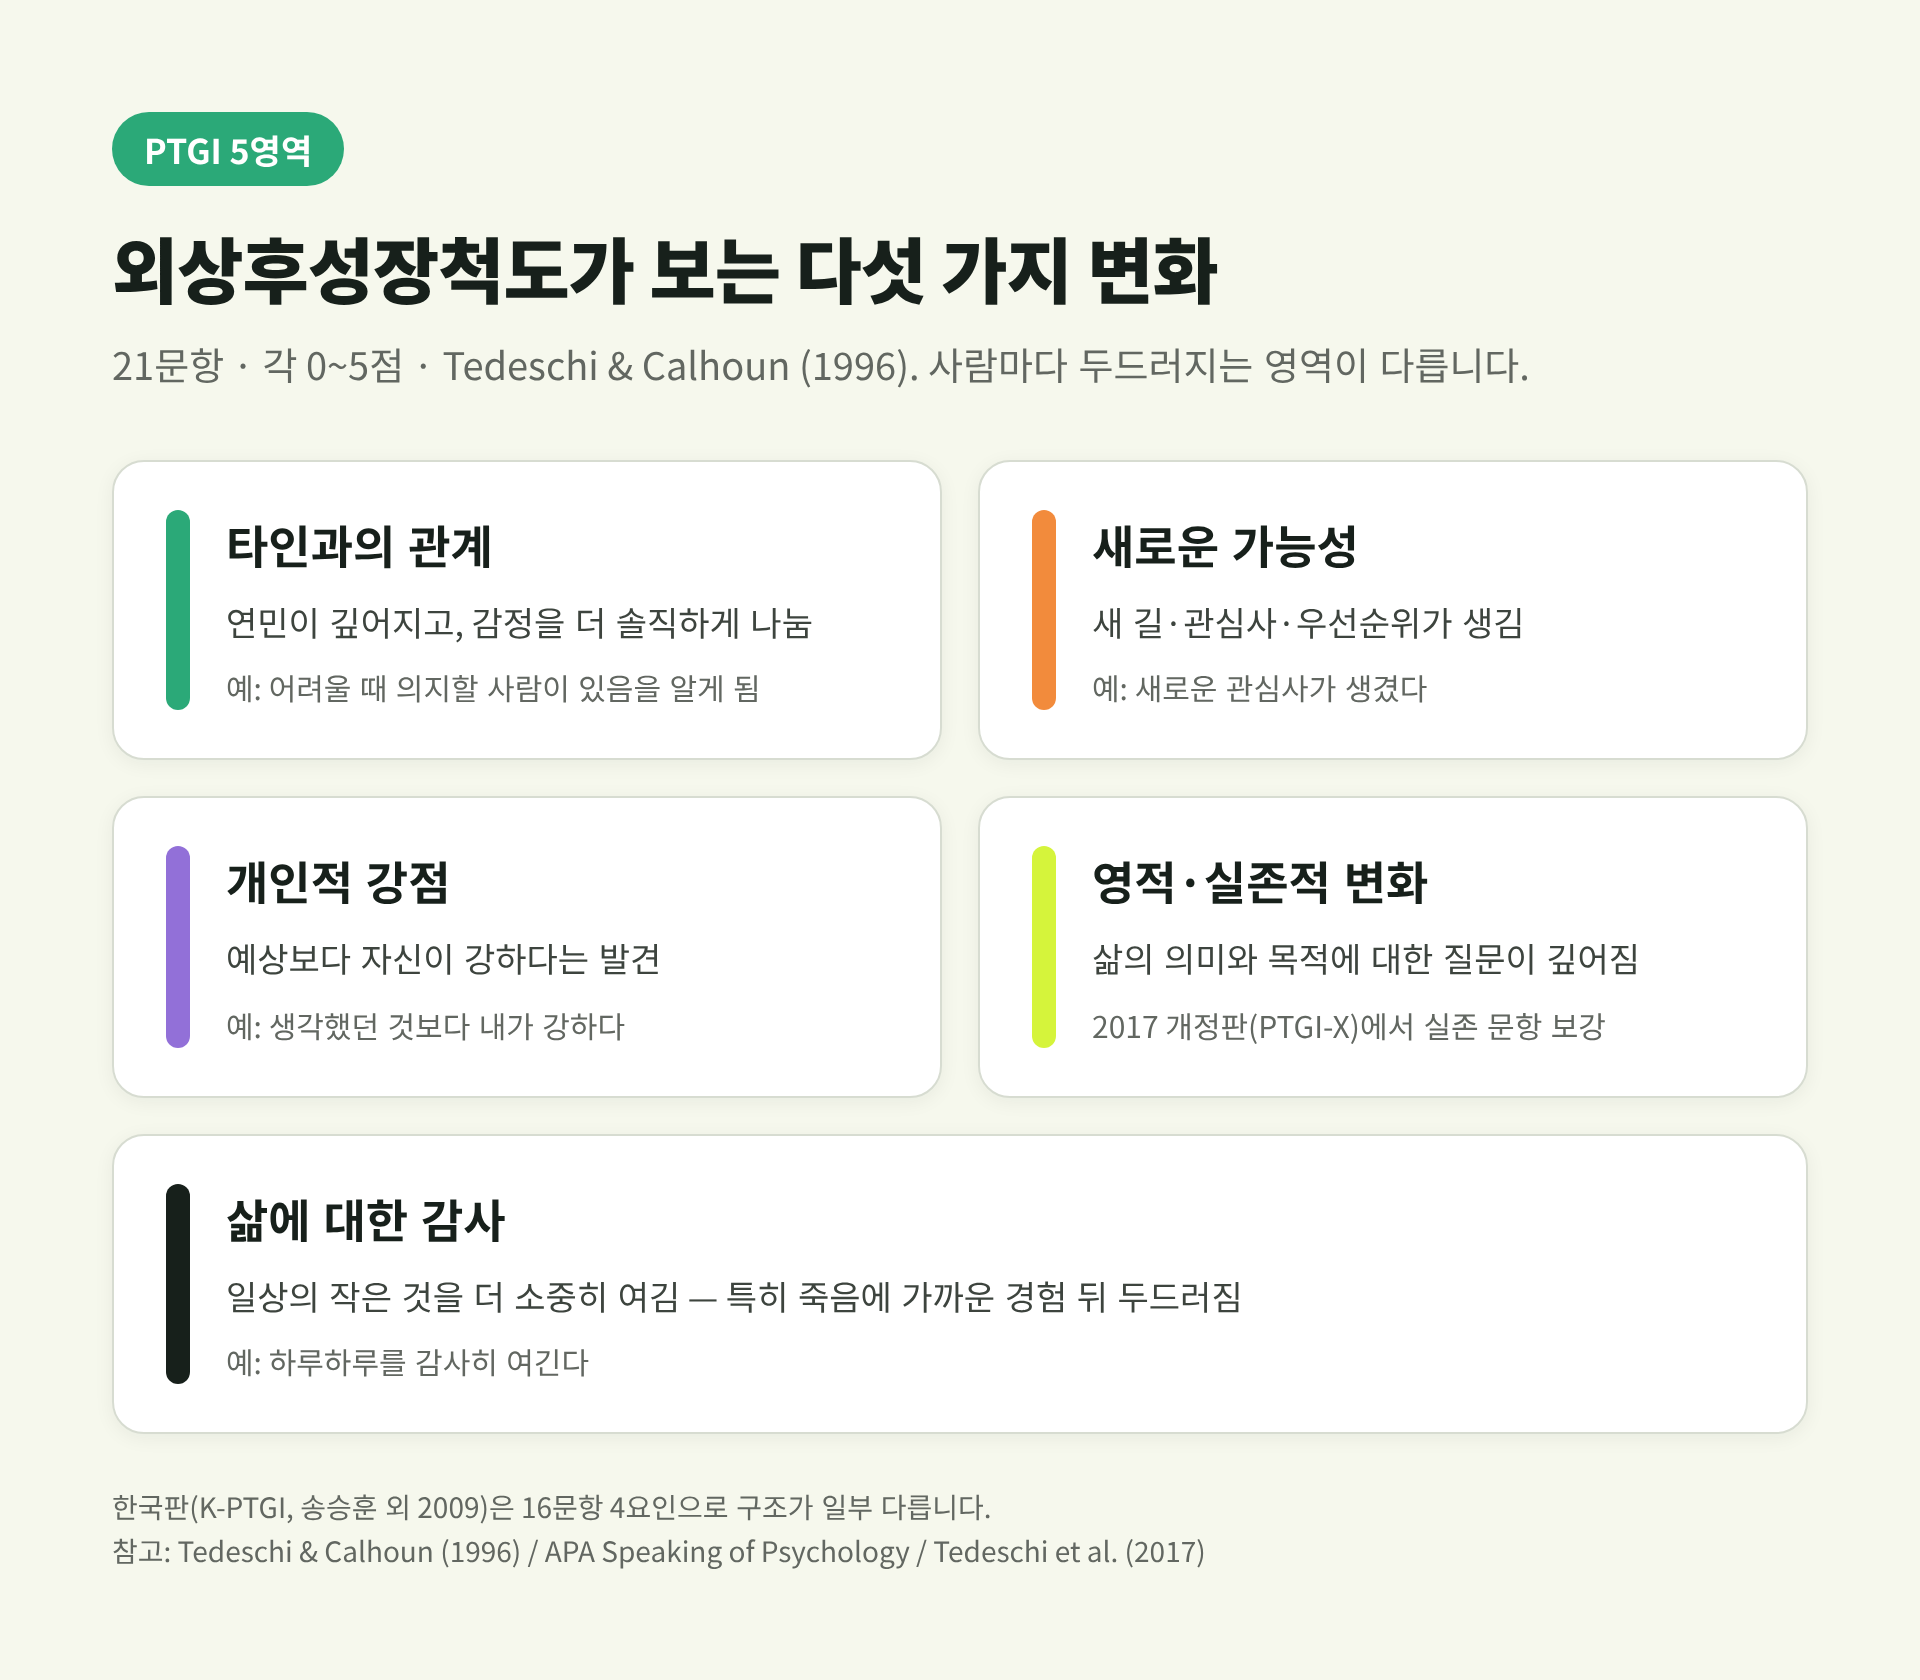 PTGI 5영역
외상후성장척도가 보는 다섯 가지 변화
21문항 · 각 0~5점 · Tedeschi & Calhoun (1996). 사람마다 두드러지는 영역이 다릅니다.
타인과의 관계
연민이 깊어지고, 감정을 더 솔직하게 나눔
예: 어려울 때 의지할 사람이 있음을 알게 됨
새로운 가능성
새 길·관심사·우선순위가 생김
예: 새로운 관심사가 생겼다
개인적 강점
예상보다 자신이 강하다는 발견
예: 생각했던 것보다 내가 강하다
영적·실존적 변화
삶의 의미와 목적에 대한 질문이 깊어짐
2017 개정판(PTGI-X)에서 실존 문항 보강
삶에 대한 감사
일상의 작은 것을 더 소중히 여김 — 특히 죽음에 가까운 경험 뒤 두드러짐
예: 하루하루를 감사히 여긴다
한국판(K-PTGI, 송승훈 외 2009)은 16문항 4요인으로 구조가 일부 다릅니다.
참고: Tedeschi & Calhoun (1996) / APA Speaking of Psychology / Tedeschi et al. (2017)